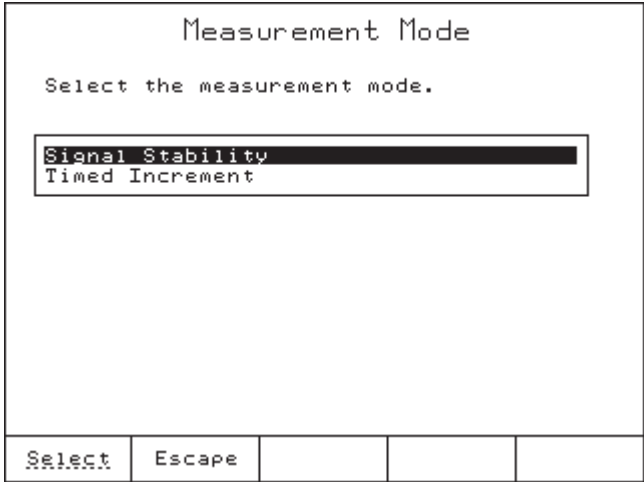 Measurement Mode
Select the measurement mode.
Signal Stability
Timed Increment
Select Escape